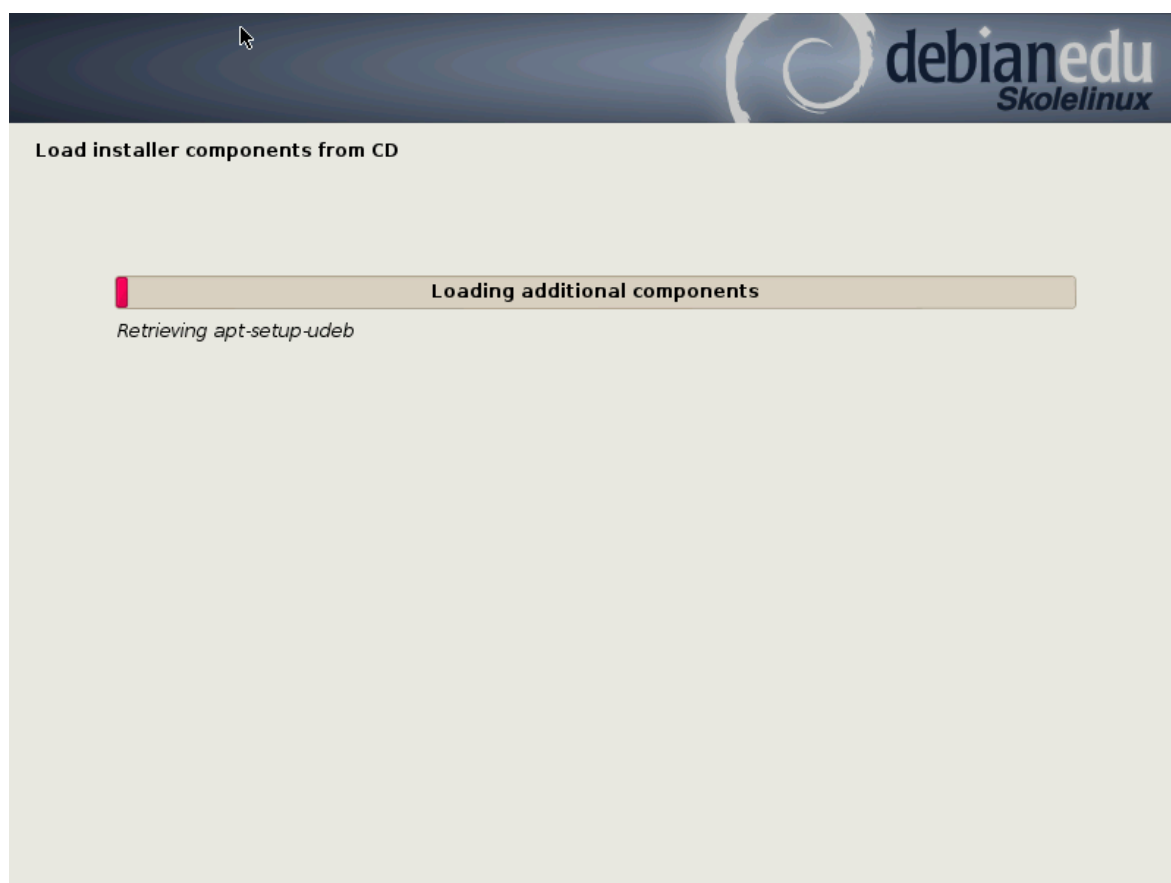 debianedu
Skolelinux
Load installer components from CD
Loading additional components
Retrieving apt-setup-udeb